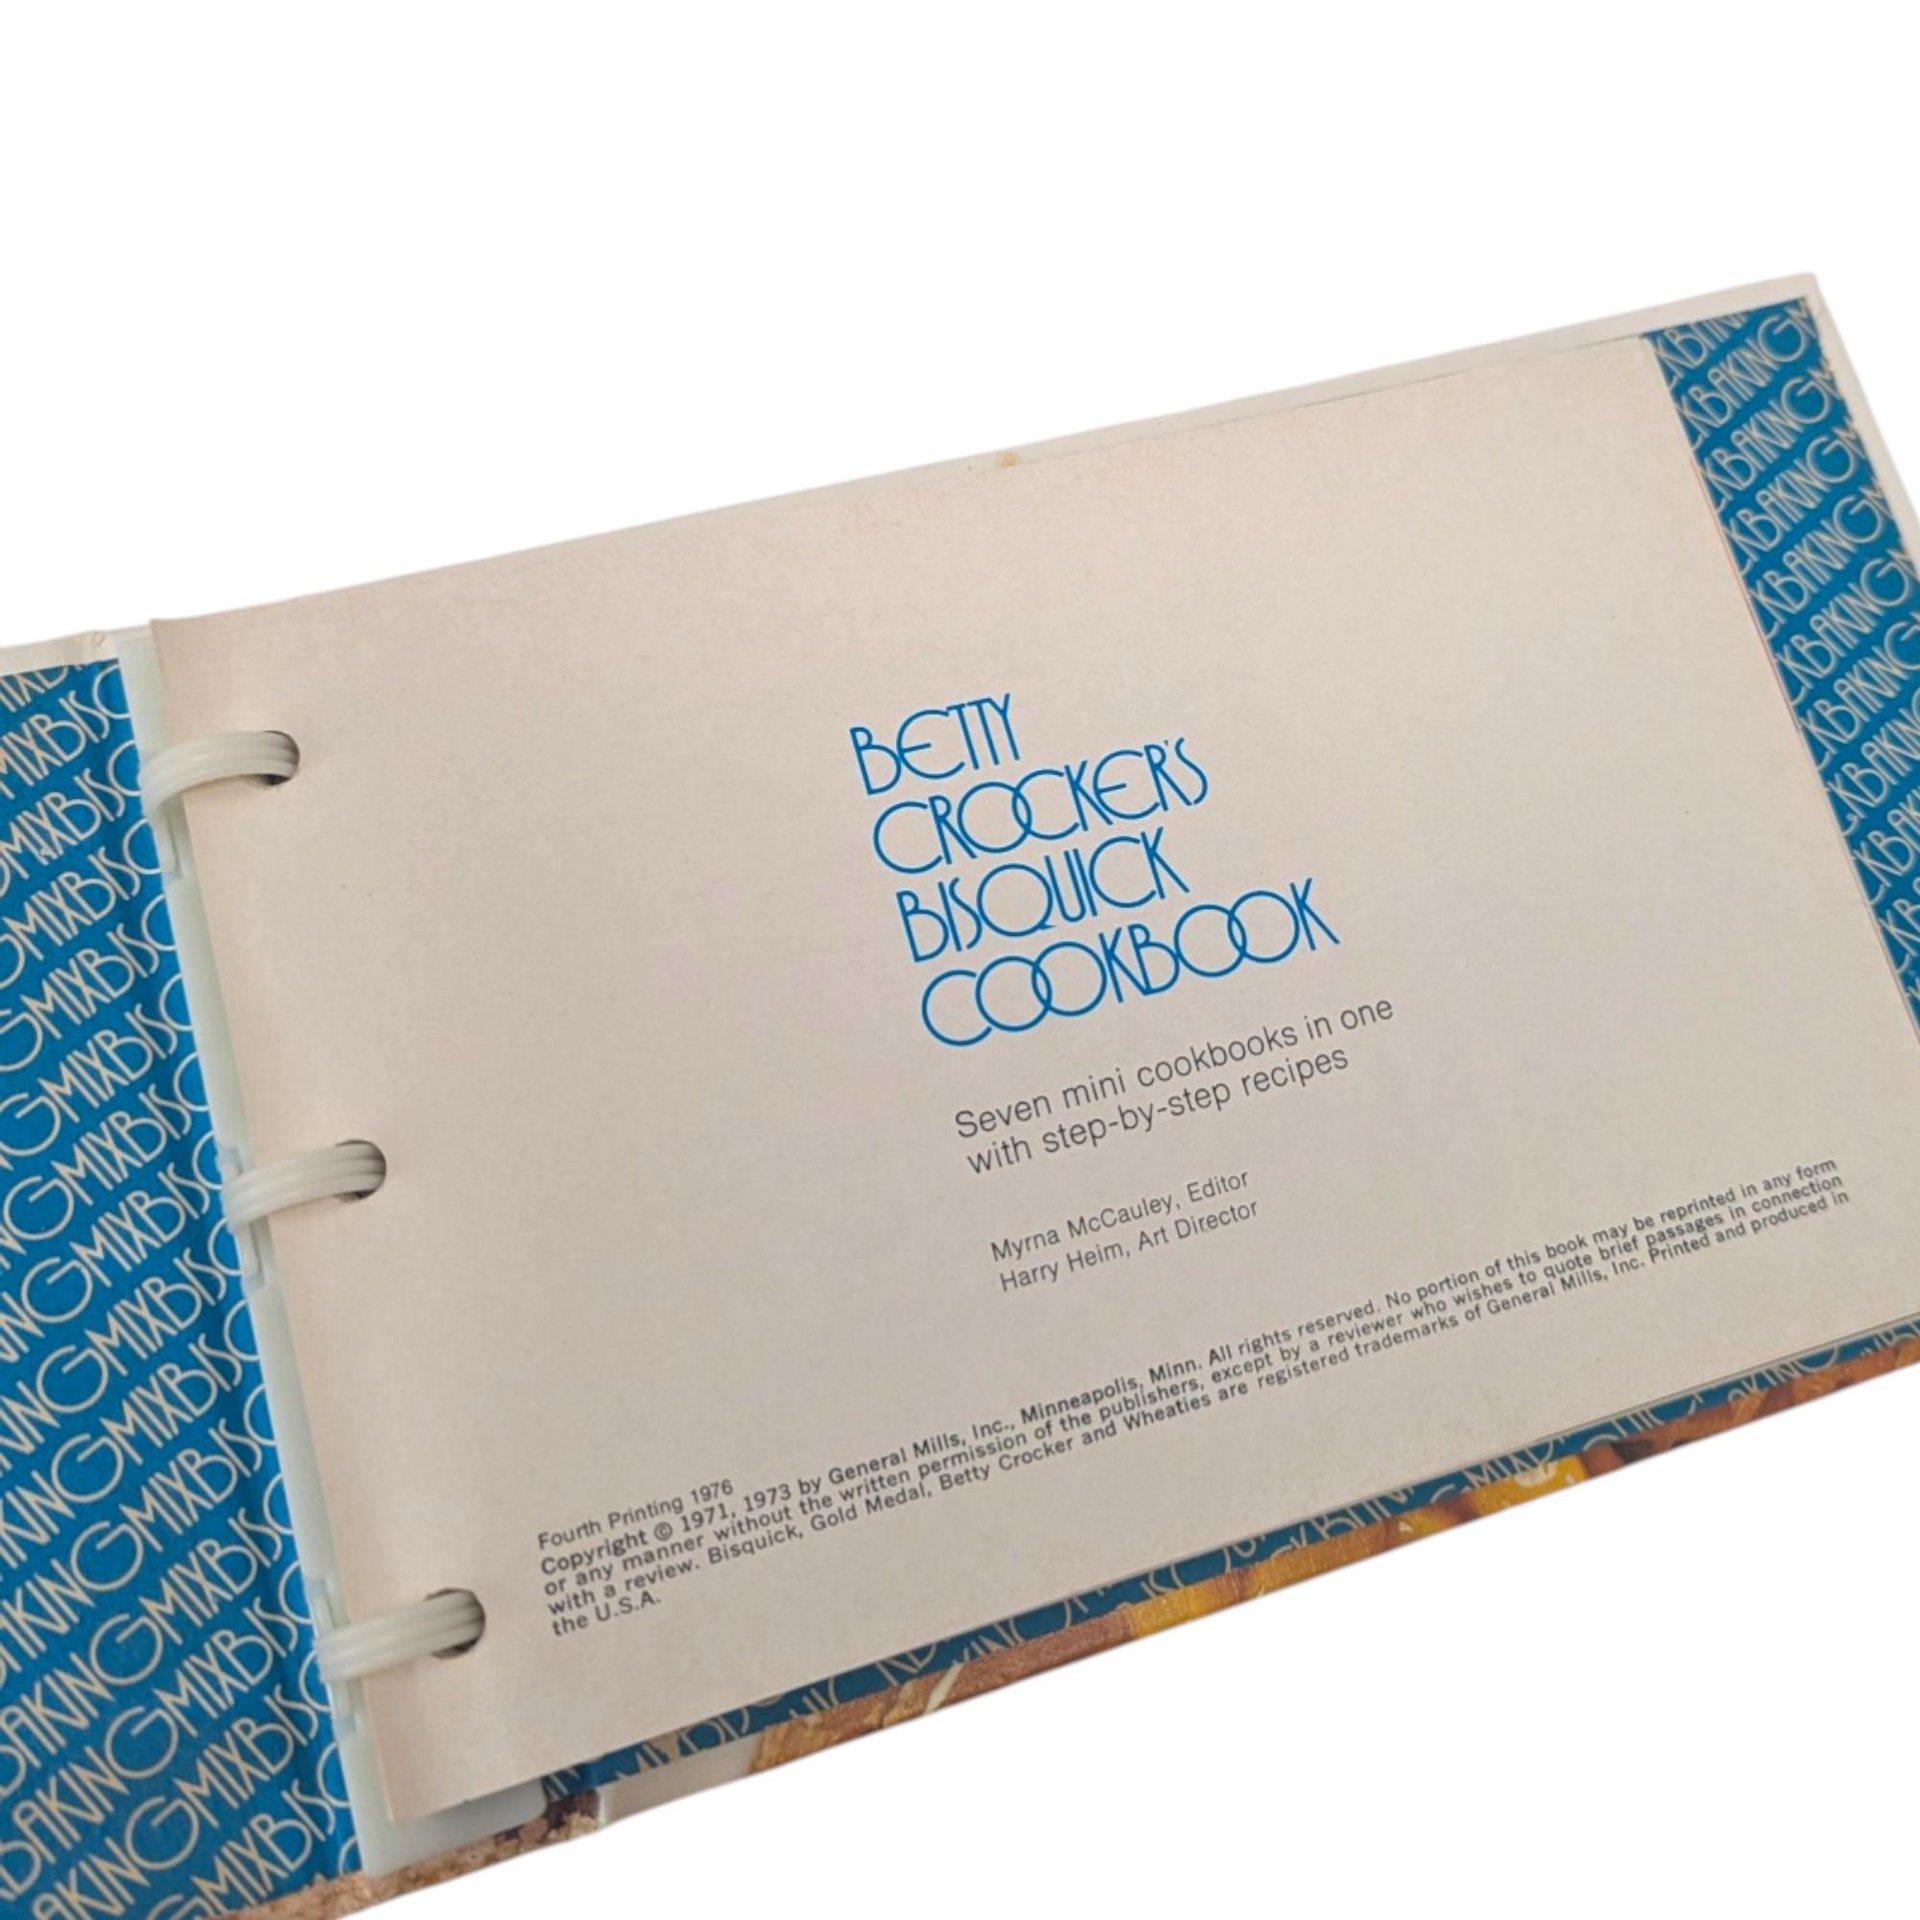 BETTY
CROCKER'S
BISQUICK
COOKBOOK
Seven mini cookbooks in one
with step-by-step recipes
Myrna McCauley, Editor
Harry Heim, Art Director
Fourth Printing 1976
Copyright © 1971, 1973 by General Mills, Inc., Minneapolis, Minn. All rights reserved. No portion of this book may be reprinted in any form
or any manner without the written permission of the publishers, except by a reviewer who wishes to quote brief passages in connection
with a review. Bisquick, Gold Medal, Betty Crocker and Wheaties are registered trademarks of General Mills, Inc. Printed and produced in
the U.S.A.